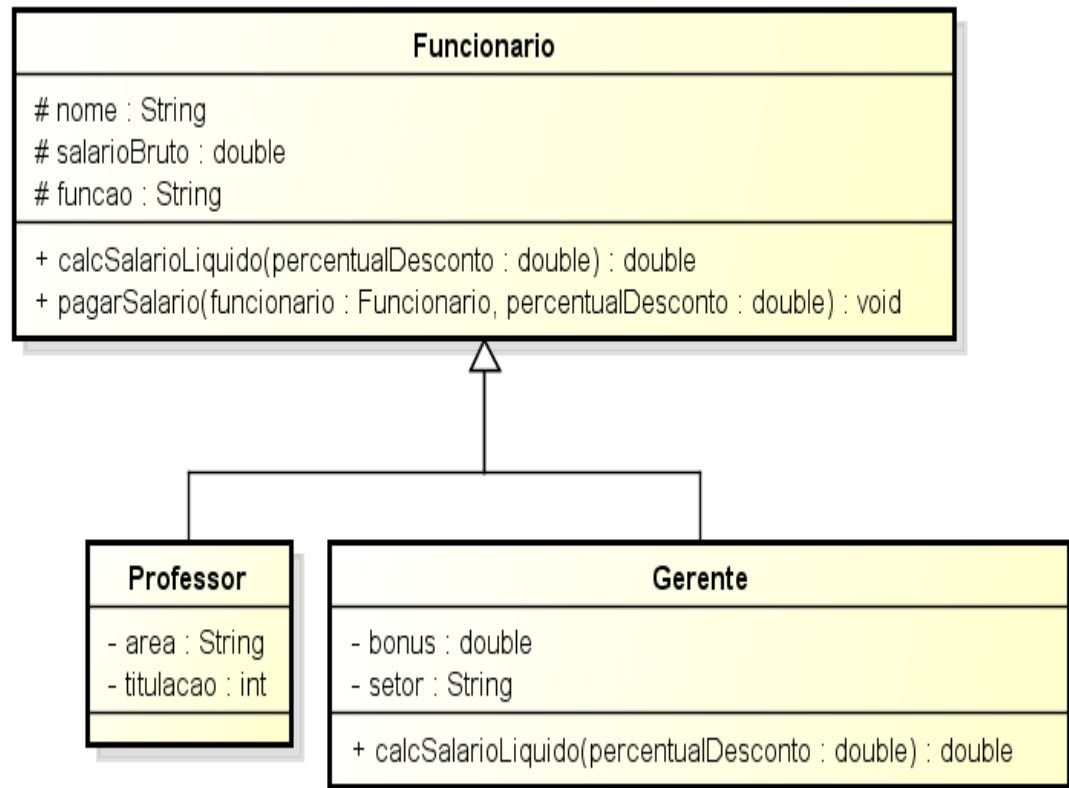 Funcionario
# nome : String
# salarioBruto : double
# funcao : String
+ calcSalarioLiquido(percentualDesconto : double) : double
+ pagarSalario(funcionario : Funcionario, percentualDesconto : double) : void
Professor
- area : String
- titulacao : int
Gerente
- bonus : double
- setor : String
+ calcSalarioLiquido(percentualDesconto : double) : double